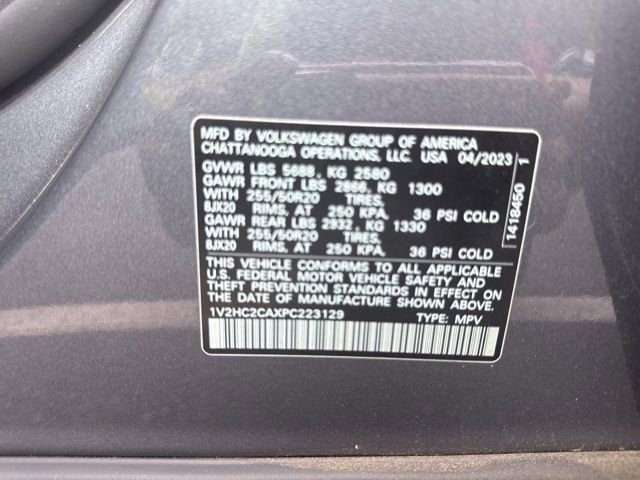 MFD BY VOLKSWAGEN GROUP OF AMERICA
CHATTANOOGA OPERATIONS, LLC. USA 04/2023
GVWR LBS 5688, KG 2580
GAWR FRONT LBS 2866, KG 1300
WITH 255/50R20 TIRES,
8JX20 RIMS, AT 250 KPA, 36 PSI COLD
GAWR REAR LBS 2932, KG 1330
WITH 255/50R20 TIRES,
8JX20 RIMS, AT 250 KPA, 36 PSI COLD
THIS VEHICLE CONFORMS TO ALL APPLICABLE
U.S. FEDERAL MOTOR VEHICLE SAFETY AND
THEFT PREVENTION STANDARDS IN EFFECT ON
THE DATE OF MANUFACTURE SHOWN ABOVE.
1V2HC2CAXPC223129 TYPE: MPV
1418450 1